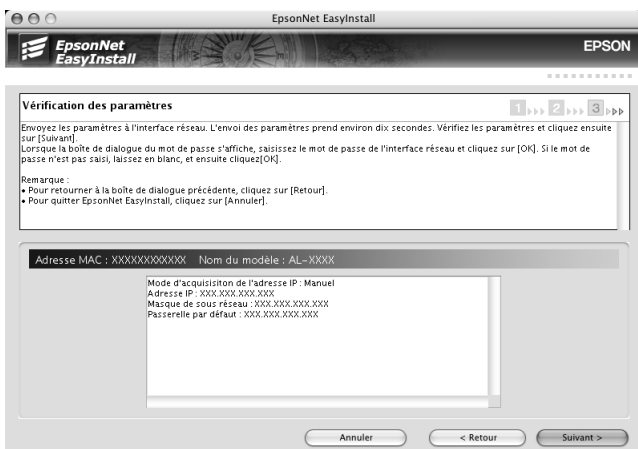 EpsonNet EasyInstall
EpsonNet
EasyInstall
EPSON
Vérification des paramètres
1 2 3
Envoyez les paramètres à l'interface réseau. L'envoi des paramètres prend environ dix secondes. Vérifiez les paramètres et cliquez ensuite
sur [Suivant].
Lorsque la boîte de dialogue du mot de passe s'affiche, saisissez le mot de passe de l'interface réseau et cliquez sur [OK]. Si le mot de
passe n'est pas saisi, laissez en blanc, et ensuite cliquez[OK].
Remarque :
• Pour retourner à la boîte de dialogue précédente, cliquez sur [Retour].
• Pour quitter EpsonNet EasyInstall, cliquez sur [Annuler].
Adresse MAC : XXXXXXXXXXXX Nom du modèle : AL-XXXX
Mode d'acquisisiton de l'adresse IP : Manuel
Adresse IP : XXX.XXX.XXX.XXX
Masque de sous réseau : XXX.XXX.XXX.XXX
Passerelle par défaut : XXX.XXX.XXX.XXX
Annuler < Retour Suivant >